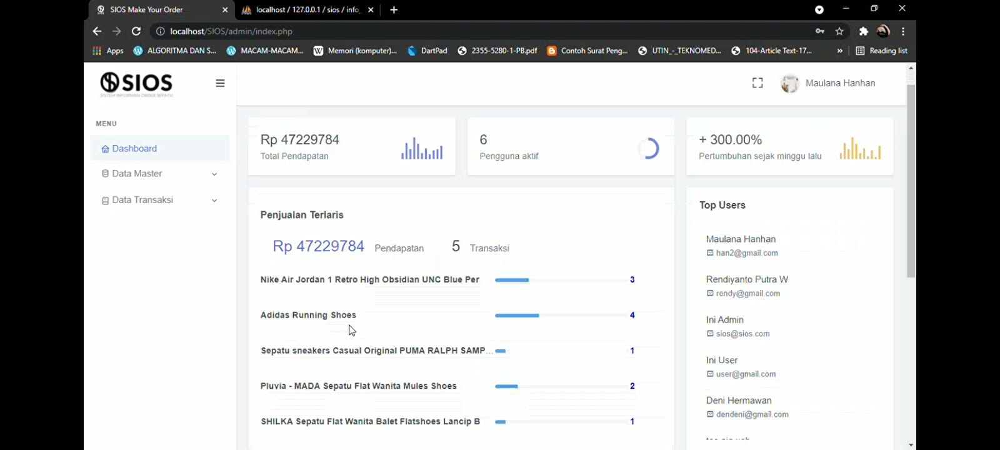 SIOS Make Your Order
localhost / 127.0.0.1 / sios / info_
localhost/SIOS/admin/index.php
Apps
ALGORITMA DAN S...
MACAM-MACAM...
Memori (komputer)...
DartPad
2355-5280-1-PB.pdf
Contoh Surat Peng...
UTIN_-_TEKNOMED...
104-Article Text-17...
»
Reading list
SIOS
SISTEM INFORMASI ORDER SEPATU
Maulana Hanhan
MENU
Dashboard
Data Master
Data Transaksi
Rp 47229784
Total Pendapatan
6
Pengguna aktif
+ 300.00%
Pertumbuhan sejak minggu lalu
Penjualan Terlaris
Rp 47229784 Pendapatan 5 Transaksi
Nike Air Jordan 1 Retro High Obsidian UNC Blue Per 3
Adidas Running Shoes 4
Sepatu sneakers Casual Original PUMA RALPH SAMP... 1
Pluvia - MADA Sepatu Flat Wanita Mules Shoes 2
SHILKA Sepatu Flat Wanita Balet Flatshoes Lancip B 1
Top Users
Maulana Hanhan
han2@gmail.com
Rendiyanto Putra W
rendy@gmail.com
Ini Admin
sios@sios.com
Ini User
user@gmail.com
Deni Hermawan
dendeni@gmail.com